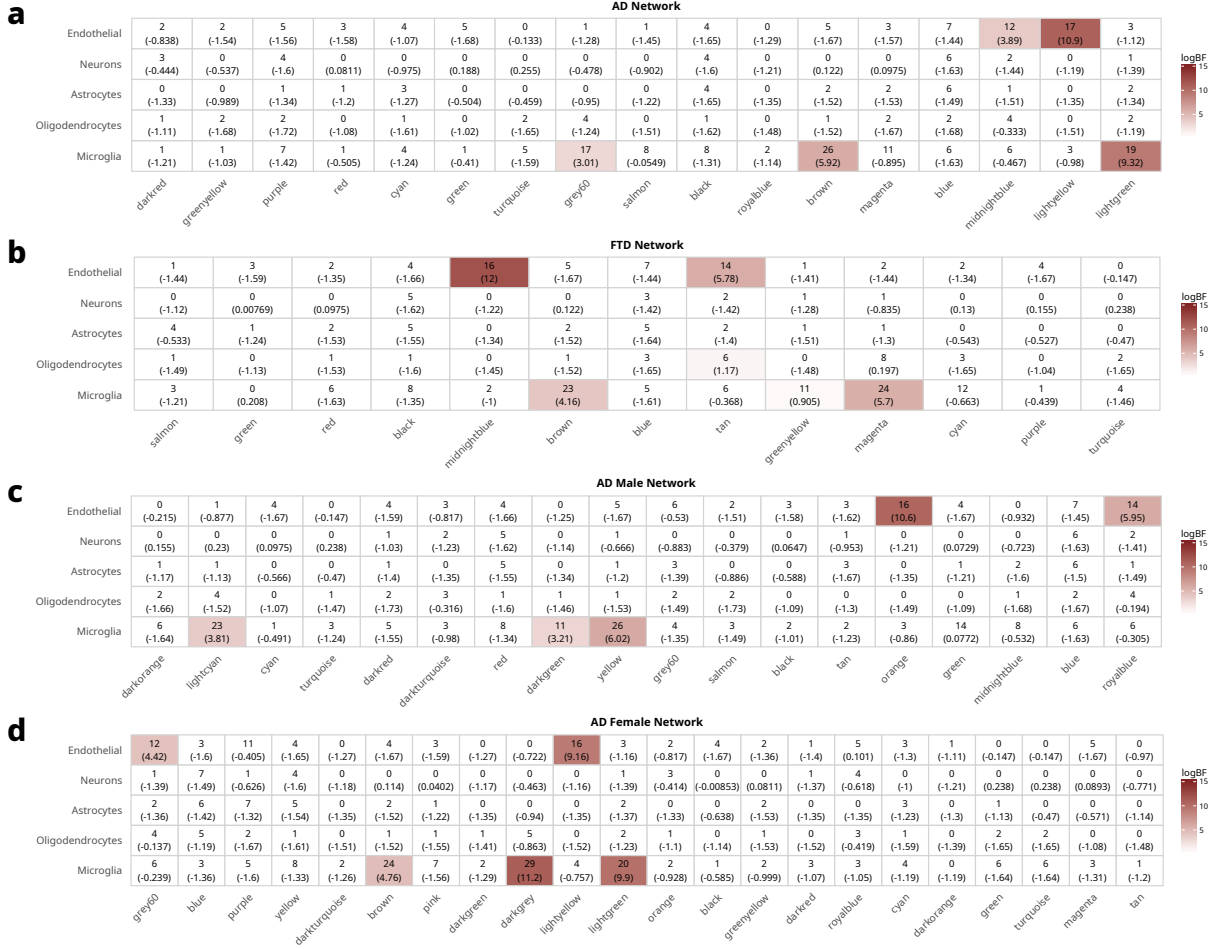 a
AD Network
Endothelial 2 2 5 3 4 5 0 1 1 4 0 5 3 7 12 17 3
(-0.838) (-1.54) (-1.56) (-1.58) (-1.07) (-1.68) (-0.133) (-1.28) (-1.45) (-1.65) (-1.29) (-1.67) (-1.57) (-1.44) (3.89) (10.9) (-1.12)
Neurons 3 0 4 0 0 0 0 0 0 4 0 0 0 6 2 0 1
(-0.444) (-0.537) (-1.6) (0.0811) (-0.975) (0.188) (0.255) (-0.478) (-0.902) (-1.6) (-1.21) (0.122) (0.0975) (-1.63) (-1.44) (-1.19) (-1.39)
Astrocytes 0 0 1 1 3 0 0 0 0 4 0 2 2 6 1 0 2
(-1.33) (-0.989) (-1.34) (-1.2) (-1.27) (-0.504) (-0.459) (-0.95) (-1.22) (-1.65) (-1.35) (-1.52) (-1.53) (-1.49) (-1.51) (-1.35) (-1.34)
Oligodendrocytes 1 2 2 0 1 0 2 4 0 1 0 1 2 2 4 0 2
(-1.11) (-1.68) (-1.72) (-1.08) (-1.61) (-1.02) (-1.65) (-1.24) (-1.51) (-1.62) (-1.48) (-1.52) (-1.67) (-1.68) (-0.333) (-1.51) (-1.19)
Microglia 1 1 7 1 4 1 5 17 8 8 2 26 11 6 6 3 19
(-1.21) (-1.03) (-1.42) (-0.505) (-1.24) (-0.41) (-1.59) (3.01) (-0.0549) (-1.31) (-1.14) (5.92) (-0.895) (-1.63) (-0.467) (-0.98) (9.32)
darkred greenyellow purple red cyan green turquoise grey60 salmon black royalblue brown magenta blue midnightblue lightyellow lightgreen
logBF
15
10
5
b
FTD Network
Endothelial 1 3 2 4 16 5 7 14 1 2 2 4 0
(-1.44) (-1.59) (-1.35) (-1.66) (12) (-1.67) (-1.44) (5.78) (-1.41) (-1.44) (-1.34) (-1.67) (-0.147)
Neurons 0 0 0 5 0 0 3 2 1 1 0 0 0
(-1.12) (0.00769) (0.0975) (-1.62) (-1.22) (0.122) (-1.42) (-1.42) (-1.28) (-0.835) (0.13) (0.155) (0.238)
Astrocytes 4 1 2 5 0 2 5 2 0 1 0 0 0
(-0.533) (-1.24) (-1.53) (-1.55) (-1.34) (-1.52) (-1.64) (-1.4) (-1.51) (-1.3) (-0.543) (-0.527) (-0.47)
Oligodendrocytes 1 0 1 1 0 1 3 6 0 8 3 0 2
(-1.49) (-1.13) (-1.53) (-1.6) (-1.45) (-1.52) (-1.65) (1.17) (-1.48) (0.197) (-1.65) (-1.04) (-1.65)
Microglia 3 0 6 8 2 23 5 6 11 24 12 1 4
(-1.21) (0.208) (-1.63) (-1.35) (-1) (4.16) (-1.61) (-0.368) (0.905) (5.7) (-0.663) (-0.439) (-1.46)
salmon green red black midnightblue brown blue tan greenyellow magenta cyan purple turquoise
logBF
15
10
5
c
AD Male Network
Endothelial 0 1 4 0 4 3 4 0 5 6 2 3 3 16 4 0 7 14
(-0.215) (-0.877) (-1.67) (-0.147) (-1.59) (-0.817) (-1.66) (-1.25) (-1.67) (-0.53) (-1.51) (-1.58) (-1.62) (10.6) (-1.67) (-0.932) (-1.45) (5.95)
Neurons 0 0 0 0 1 2 5 0 1 0 0 0 1 0 0 0 6 2
(0.155) (0.23) (0.0975) (0.238) (-1.03) (-1.23) (-1.62) (-1.14) (-0.666) (-0.883) (-0.379) (0.0647) (-0.953) (-1.21) (0.0729) (-0.723) (-1.63) (-1.41)
Astrocytes 1 1 0 0 1 0 5 0 1 3 0 0 3 0 1 2 6 1
(-1.17) (-1.13) (-0.566) (-0.47) (-1.4) (-1.35) (-1.55) (-1.34) (-1.2) (-1.39) (-0.886) (-0.588) (-1.67) (-1.35) (-1.21) (-1.6) (-1.5) (-1.49)
Oligodendrocytes 2 4 0 1 2 3 1 1 1 2 2 0 0 0 0 1 2 4
(-1.66) (-1.52) (-1.07) (-1.47) (-1.73) (-0.316) (-1.6) (-1.46) (-1.53) (-1.49) (-1.73) (-1.09) (-1.3) (-1.49) (-1.09) (-1.68) (-1.67) (-0.194)
Microglia 6 23 1 3 5 3 8 11 26 4 3 2 2 3 14 8 6 6
(-1.64) (3.81) (-0.491) (-1.24) (-1.55) (-0.98) (-1.34) (3.21) (6.02) (-1.35) (-1.49) (-1.01) (-1.23) (-0.86) (0.0772) (-0.532) (-1.63) (-0.305)
darkorange lightcyan cyan turquoise darkred darkturquoise red darkgreen yellow grey60 salmon black tan orange green midnightblue blue royalblue
logBF
15
10
5
d
AD Female Network
Endothelial 12 3 11 4 0 4 3 0 0 16 3 2 4 2 0 5 3 0 0 0 5 0
(4.42) (-1.6) (-0.405) (-1.65) (-1.27) (-1.67) (-1.59) (-1.27) (-0.722) (9.16) (-1.16) (-0.817) (-1.67) (-1.36) (-1.4) (0.101) (-1.3) (-1.11) (-0.147) (-0.147) (-1.67) (-0.97)
Neurons 1 7 1 4 0 0 0 0 0 0 1 3 0 0 1 4 0 0 0 0 0 0
(-1.39) (-1.49) (-0.626) (-1.6) (-1.18) (0.114) (0.0402) (-1.17) (-0.463) (-1.16) (-1.39) (-0.414) (-0.00853) (0.0811) (-1.37) (-0.618) (-1) (-1.21) (0.238) (0.238) (0.0893) (-0.771)
Astrocytes 2 6 7 5 0 2 1 0 2 0 2 0 0 2 0 0 3 0 1 0 0 1
(-1.36) (-1.42) (-1.32) (-1.54) (-1.35) (-1.52) (-1.22) (-1.35) (-0.94) (-1.35) (-1.37) (-1.33) (-0.638) (-1.53) (-1.35) (-1.35) (-1.23) (-1.3) (-1.13) (-0.47) (-0.571) (-1.14)
Oligodendrocytes 4 5 2 1 0 1 1 1 5 0 2 1 0 1 0 3 1 0 2 2 0 0
(-0.137) (-1.19) (-1.67) (-1.61) (-1.51) (-1.52) (-1.55) (-1.41) (-0.863) (-1.52) (-1.23) (-1.1) (-1.14) (-1.53) (-1.52) (-0.419) (-1.59) (-1.39) (-1.65) (-1.65) (-1.08) (-1.48)
Microglia 6 3 5 8 2 24 7 2 29 4 20 2 1 2 3 3 4 0 6 6 3 1
(-0.239) (-1.36) (-1.6) (-1.33) (-1.26) (4.76) (-1.56) (-1.29) (11.2) (-0.757) (9.9) (-0.928) (-0.585) (-0.999) (-1.07) (-1.05) (-1.19) (-1.19) (-1.64) (-1.64) (-1.31) (-1.2)
grey60 blue purple yellow darkturquoise brown pink darkgreen darkgrey lightyellow lightgreen orange black greenyellow darkred royalblue cyan darkorange green turquoise magenta tan
logBF
15
10
5